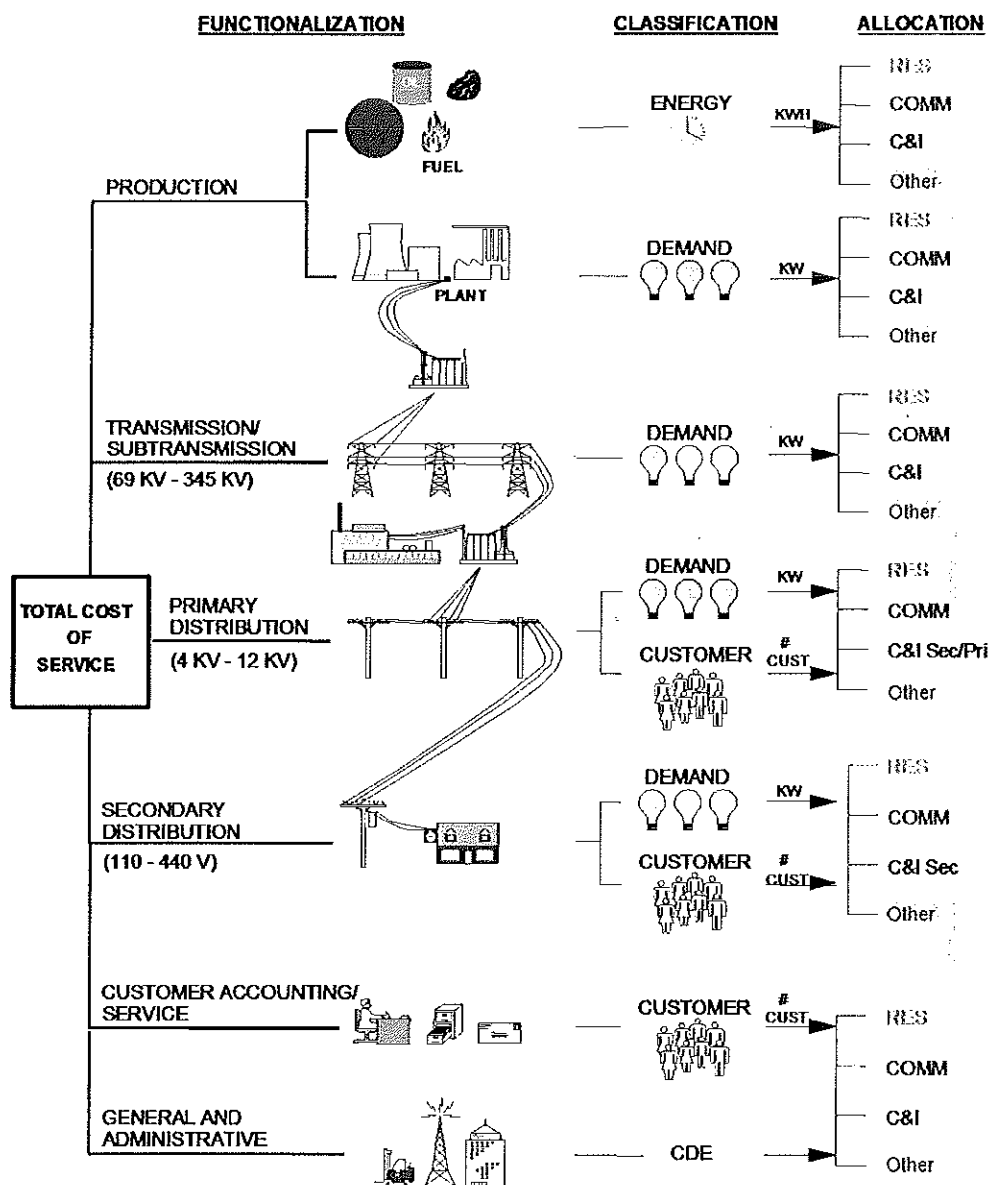 FUNCTIONALIZATION
CLASSIFICATION
ALLOCATION
PRODUCTION
FUEL
ENERGY
KWH
RES
COMM
C&I
Other
PLANT
DEMAND
KW
RES
COMM
C&I
Other
TRANSMISSION/
SUBTRANSMISSION
(69 KV - 345 KV)
DEMAND
KW
RES
COMM
C&I
Other
TOTAL COST
OF
SERVICE
PRIMARY
DISTRIBUTION
(4 KV - 12 KV)
DEMAND
KW
CUSTOMER
#
CUST
RES
COMM
C&I Sec/Pri
Other
SECONDARY
DISTRIBUTION
(110 - 440 V)
DEMAND
KW
CUSTOMER
#
CUST
RES
COMM
C&I Sec
Other
CUSTOMER ACCOUNTING/
SERVICE
CUSTOMER
#
CUST
GENERAL AND
ADMINISTRATIVE
CDE
RES
COMM
C&I
Other